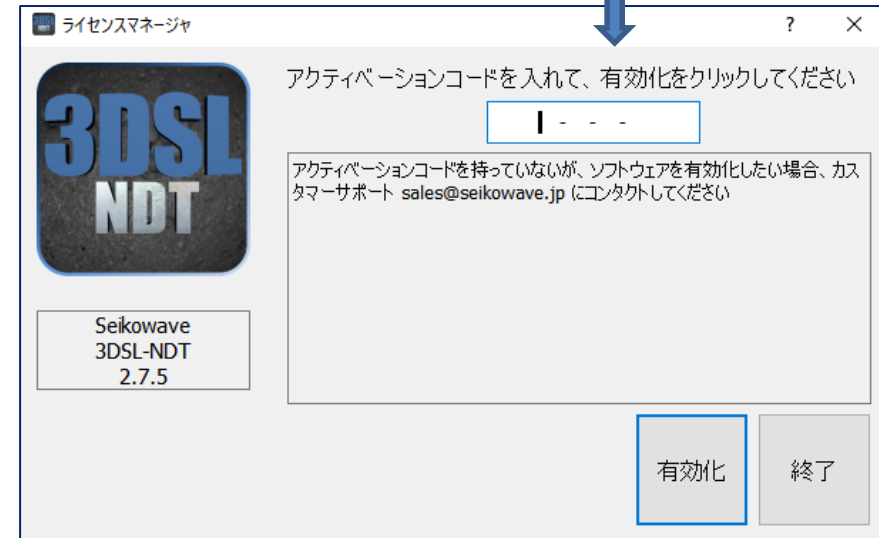 ライセンスマネージャ
?
×
3DSL
NDT
アクティベーションコードを入れて、有効化をクリックしてください
- - -
アクティベーションコードを持っていないが、ソフトウェアを有効化したい場合、カス
タマーサポート sales@seikowave.jp にコンタクトしてください
Seikowave
3DSL-NDT
2.7.5
有効化
終了